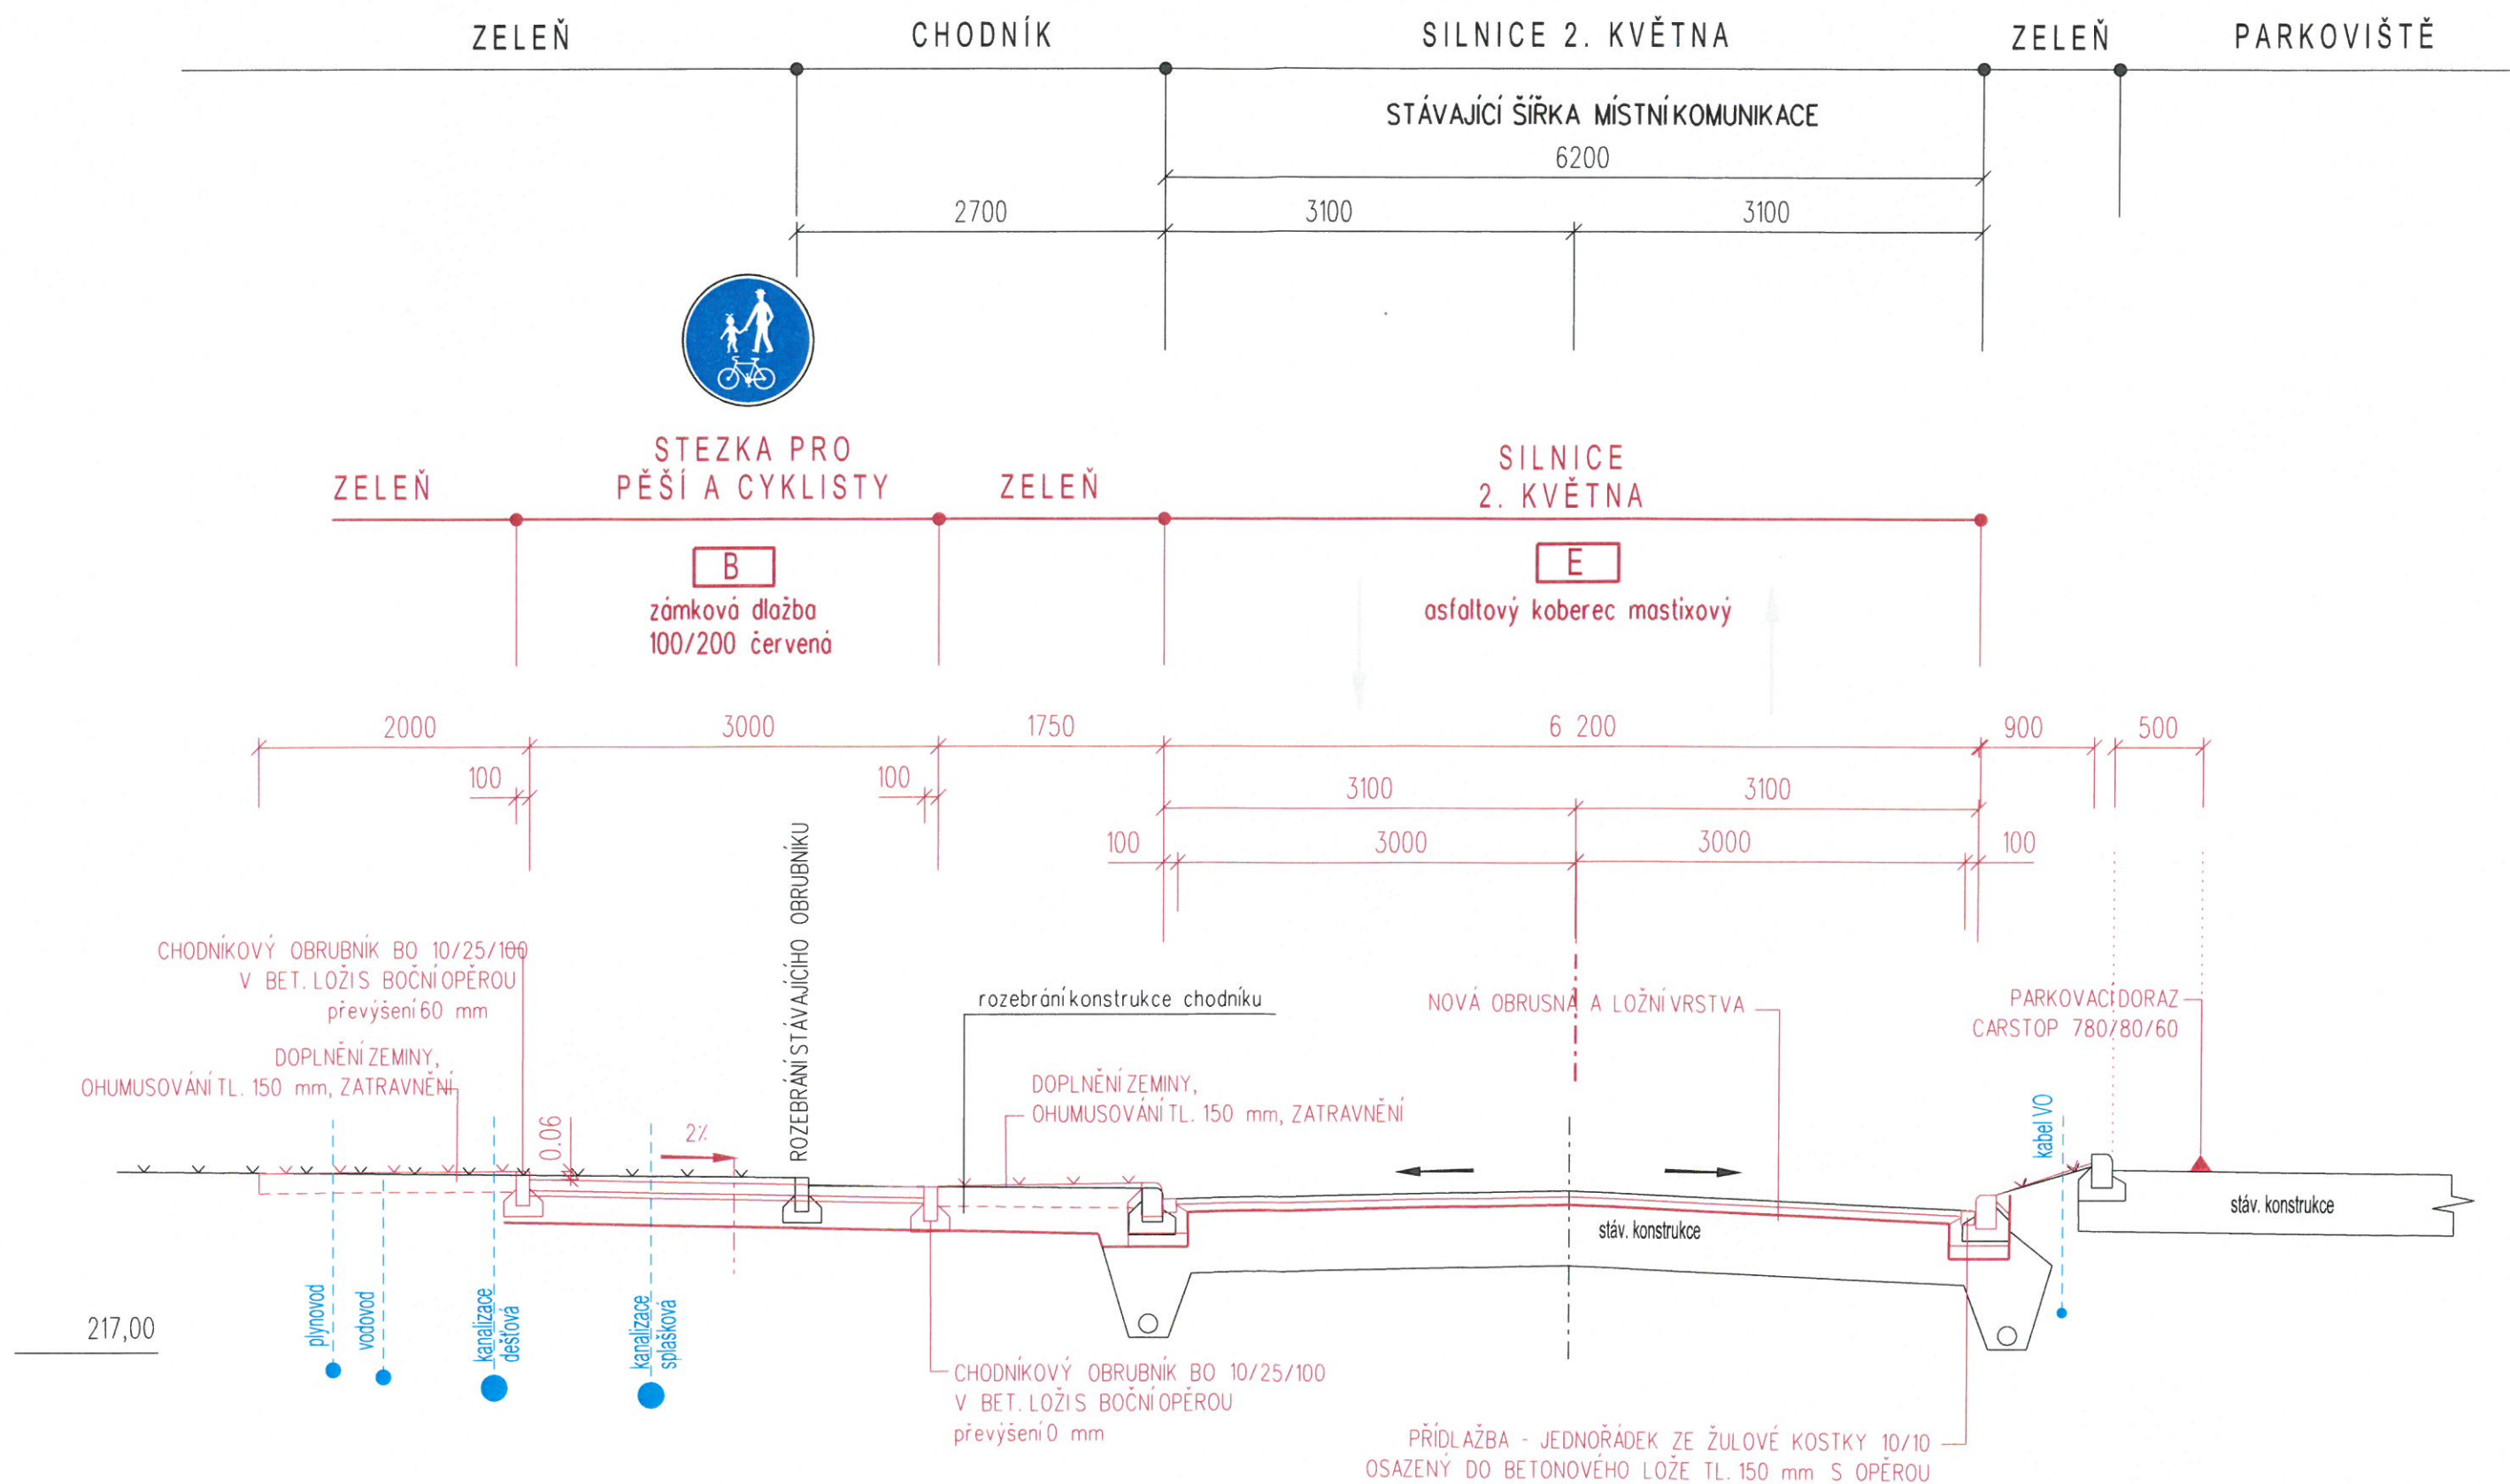 ZELEŇ
CHODNÍK
SILNICE 2. KVĚTNA
ZELEŇ
PARKOVIŠTĚ
STÁVAJÍCÍ ŠÍŘKA MÍSTNÍ KOMUNIKACE
6200
2700
3100
3100
STEZKA PRO
PĚŠÍ A CYKLISTY
ZELEŇ
ZELEŇ
SILNICE
2. KVĚTNA
B
zámková dlažba
100/200 červená
E
asfaltový koberec mastixový
2000
3000
1750
6 200
900
500
100
100
3100
3100
100
3000
3000
100
ROZEBRÁNÍ STÁVAJÍCÍHO OBRUBNÍKU
CHODNÍKOVÝ OBRUBNÍK BO 10/25/100
V BET. LOŽI S BOČNÍ OPĚROU
převýšení 60 mm
DOPLNĚNÍ ZEMINY,
OHUMUSOVÁNÍ TL. 150 mm, ZATRAVNĚNÍ
0.06
2%
rozebrání konstrukce chodníku
DOPLNĚNÍ ZEMINY,
OHUMUSOVÁNÍ TL. 150 mm, ZATRAVNĚNÍ
NOVÁ OBRUSNÁ A LOŽNÍ VRSTVA
PARKOVACÍ DORAZ
CARSTOP 780/80/60
kabel VO
stáv. konstrukce
stáv. konstrukce
217,00
plynovod
vodovod
kanalizace
dešťová
kanalizace
splašková
CHODNÍKOVÝ OBRUBNÍK BO 10/25/100
V BET. LOŽI S BOČNÍ OPĚROU
převýšení 0 mm
PŘÍDLAŽBA - JEDNOŘÁDEK ZE ŽULOVÉ KOSTKY 10/10
OSAZENÝ DO BETONOVÉHO LOŽE TL. 150 mm S OPĚROU